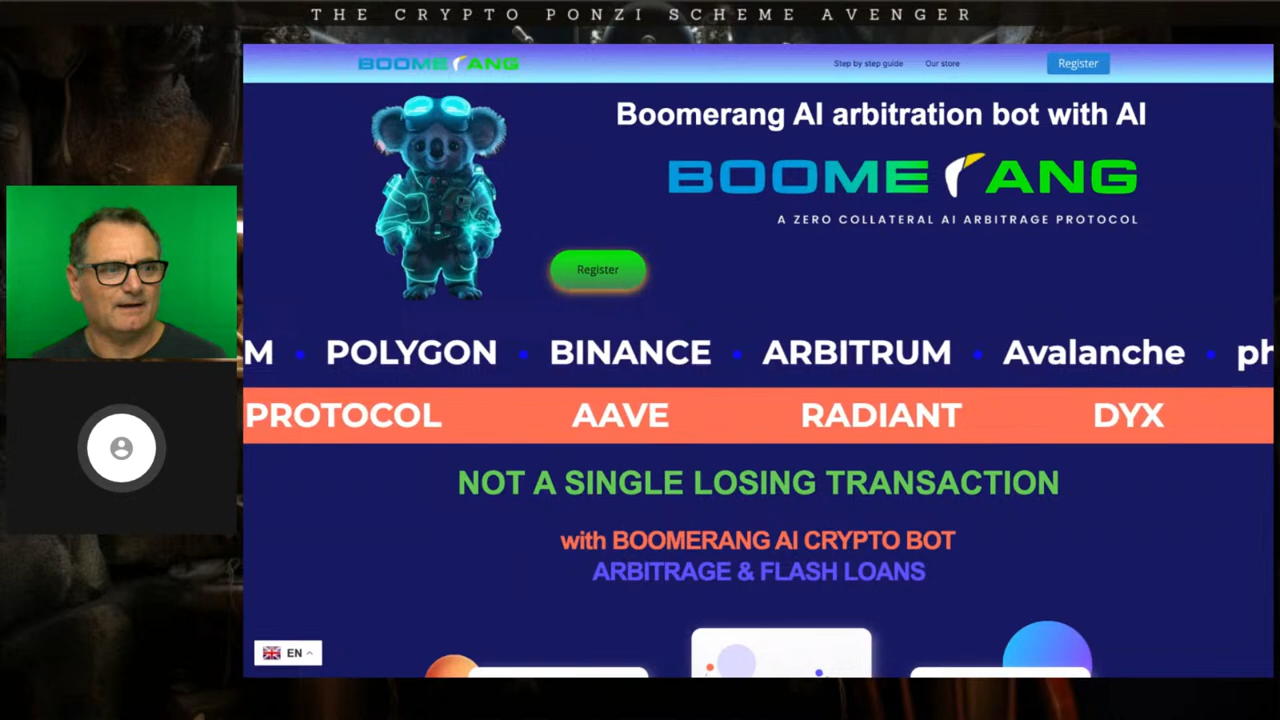 THE CRYPTO PONZI SCHEME AVENGER
BOOMERANG
Step by step guide
Our store
Register
Boomerang AI arbitration bot with AI
BOOMERANG
A ZERO COLLATERAL AI ARBITRAGE PROTOCOL
Register
M • POLYGON • BINANCE • ARBITRUM • Avalanche • ph
PROTOCOL AAVE RADIANT DYX
NOT A SINGLE LOSING TRANSACTION
with BOOMERANG AI CRYPTO BOT
ARBITRAGE & FLASH LOANS
EN